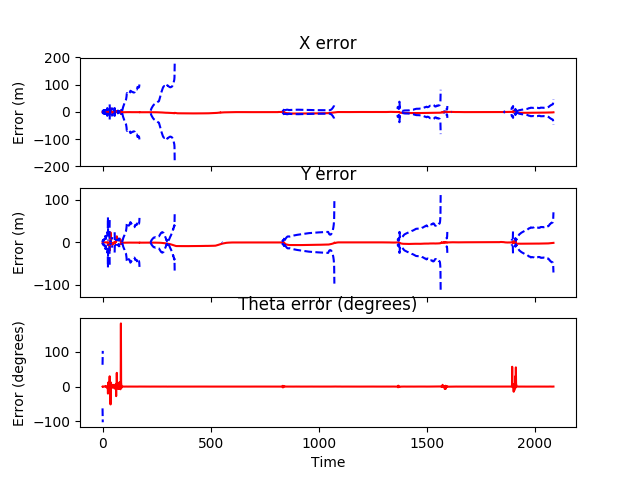 X error
Error (m)
200
100
0
−100
−200
Y error
Error (m)
100
0
−100
Theta error (degrees)
Error (degrees)
100
0
−100
0 500 1000 1500 2000
Time